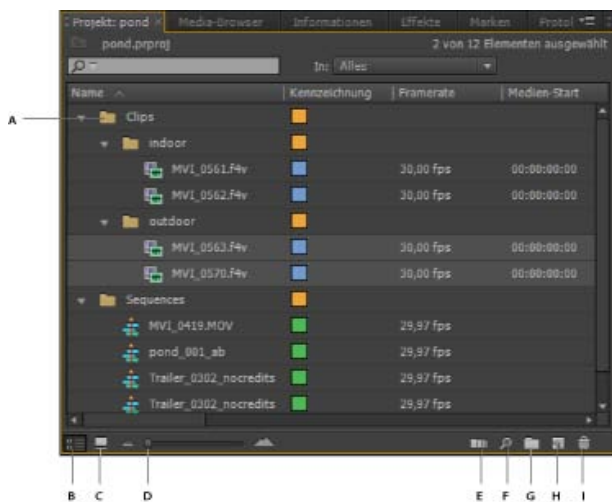 Projekt: pond × Media-Browser Informationen Effekte Marken Protol
pond.prproj 2 von 12 Elementen ausgewählt
In: Alles
Name Kennzeichnung Framerate Medien-Start
A Clips
indoor
MVI_0561.f4v 30,00 fps 00:00:00:00
MVI_0562.f4v 30,00 fps 00:00:00:00
outdoor
MVI_0563.f4v 30,00 fps 00:00:00:00
MVI_0570.f4v 30,00 fps 00:00:00:00
Sequences
MVI_0419.MOV 29,97 fps
pond_001_ab 29,97 fps
Trailer_0302_nocredits 29,97 fps
Trailer_0302_nocredits 29,97 fps
B C D E F G H I